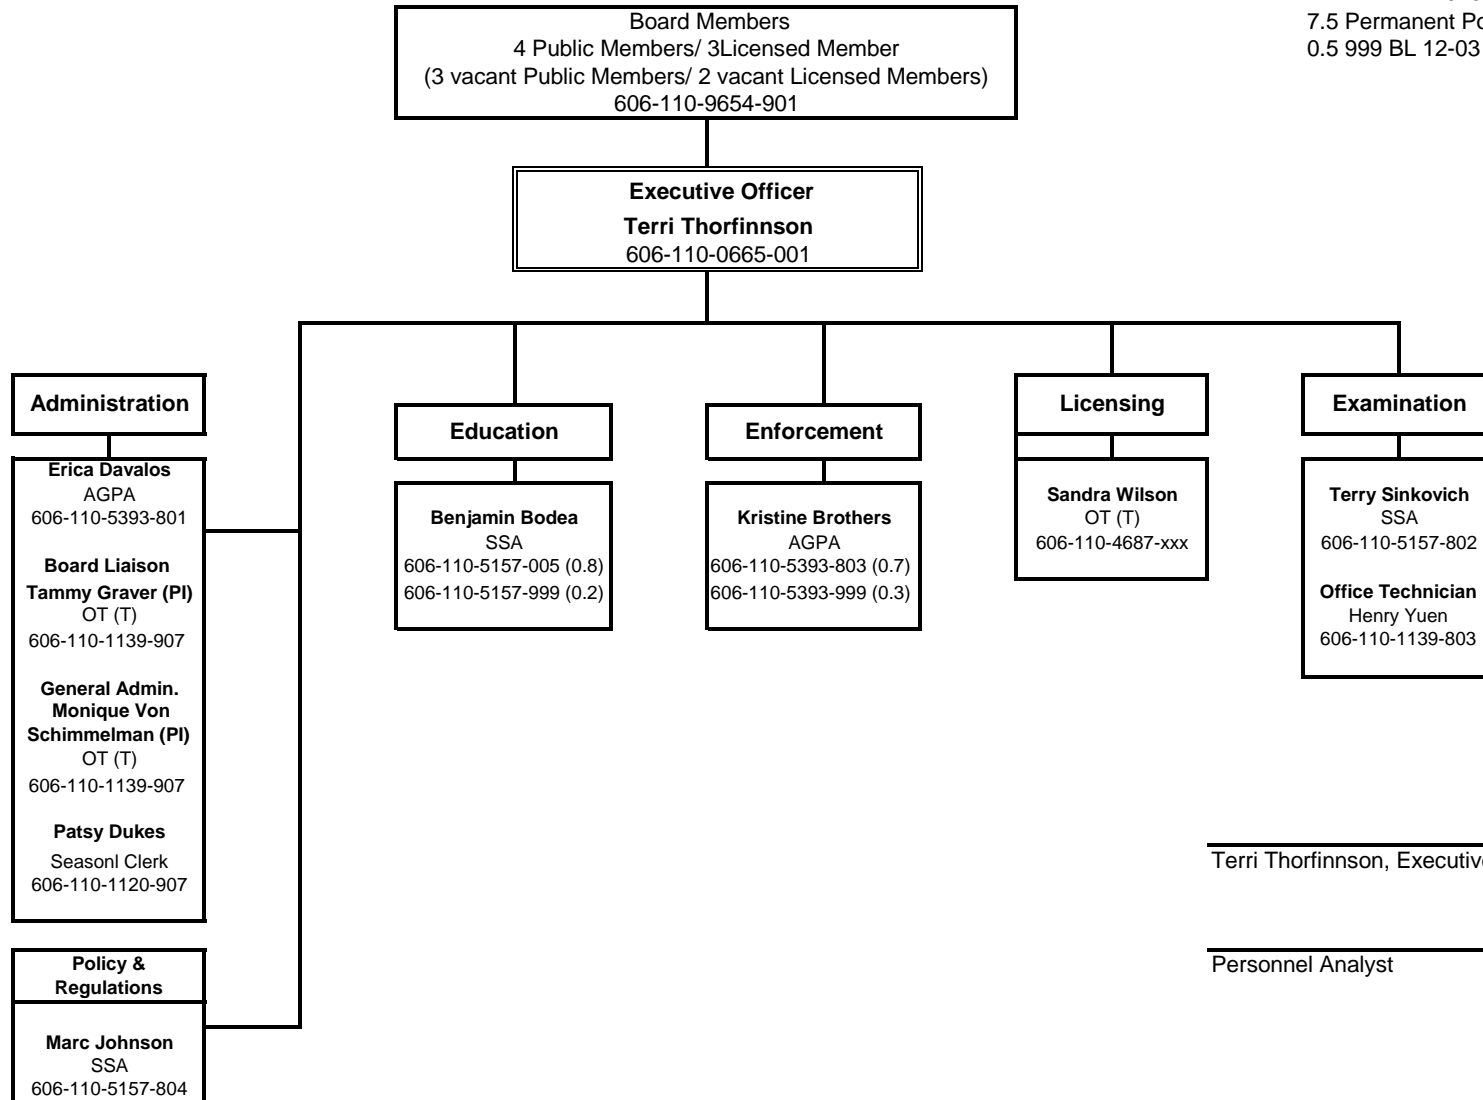 Board Members
4 Public Members/ 3Licensed Member
(3 vacant Public Members/ 2 vacant Licensed Members)
606-110-9654-901
7.5 Permanent
0.5 999 BL 12-03
Executive Officer
Terri Thorfinnson
606-110-0665-001
Administration
Erica Davalos
AGPA
606-110-5393-801
Board Liaison
Tammy Graver (PI)
OT (T)
606-110-1139-907
General Admin.
Monique Von
Schimmelman (PI)
OT (T)
606-110-1139-907
Patsy Dukes
Seasonl Clerk
606-110-1120-907
Policy &
Regulations
Marc Johnson
SSA
606-110-5157-804
Education
Benjamin Bodea
SSA
606-110-5157-005 (0.8)
606-110-5157-999 (0.2)
Enforcement
Kristine Brothers
AGPA
606-110-5393-803 (0.7)
606-110-5393-999 (0.3)
Licensing
Sandra Wilson
OT (T)
606-110-4687-xxx
Examination
Terry Sinkovich
SSA
606-110-5157-802
Office Technician
Henry Yuen
606-110-1139-803
Terri Thorfinnson, Executive
Personnel Analyst